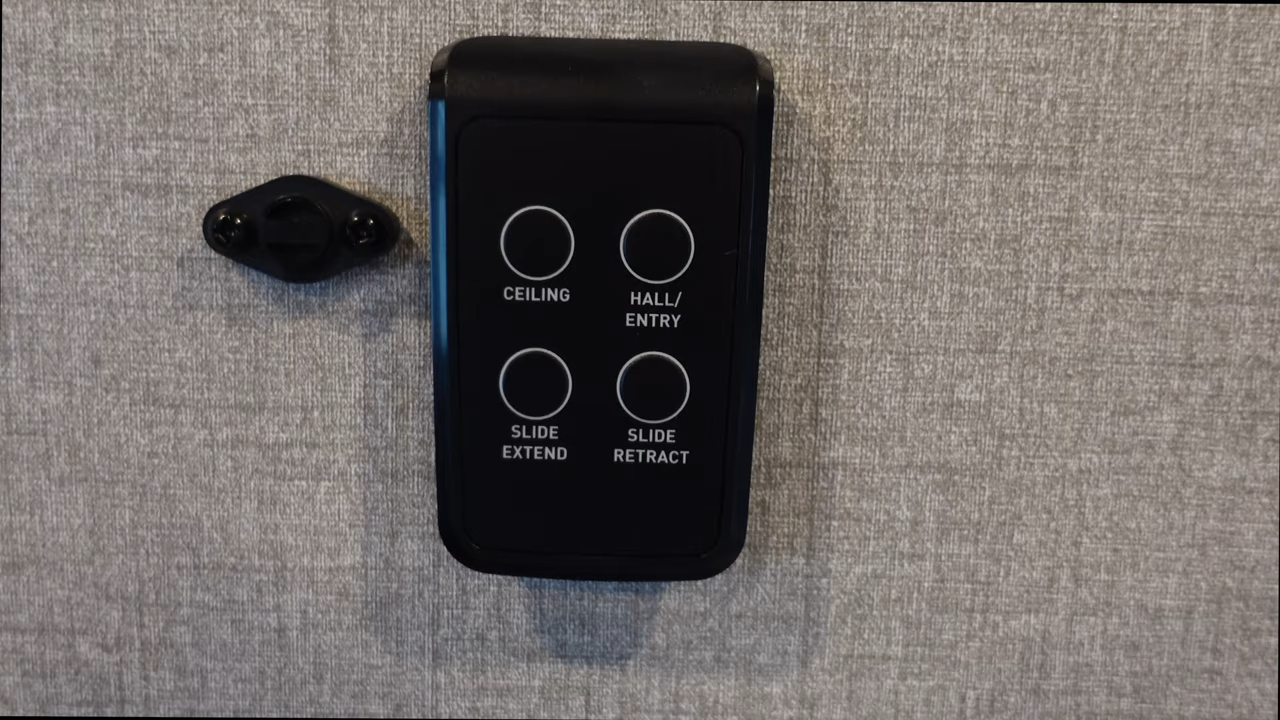 CEILING
HALL/
ENTRY
SLIDE
EXTEND
SLIDE
RETRACT